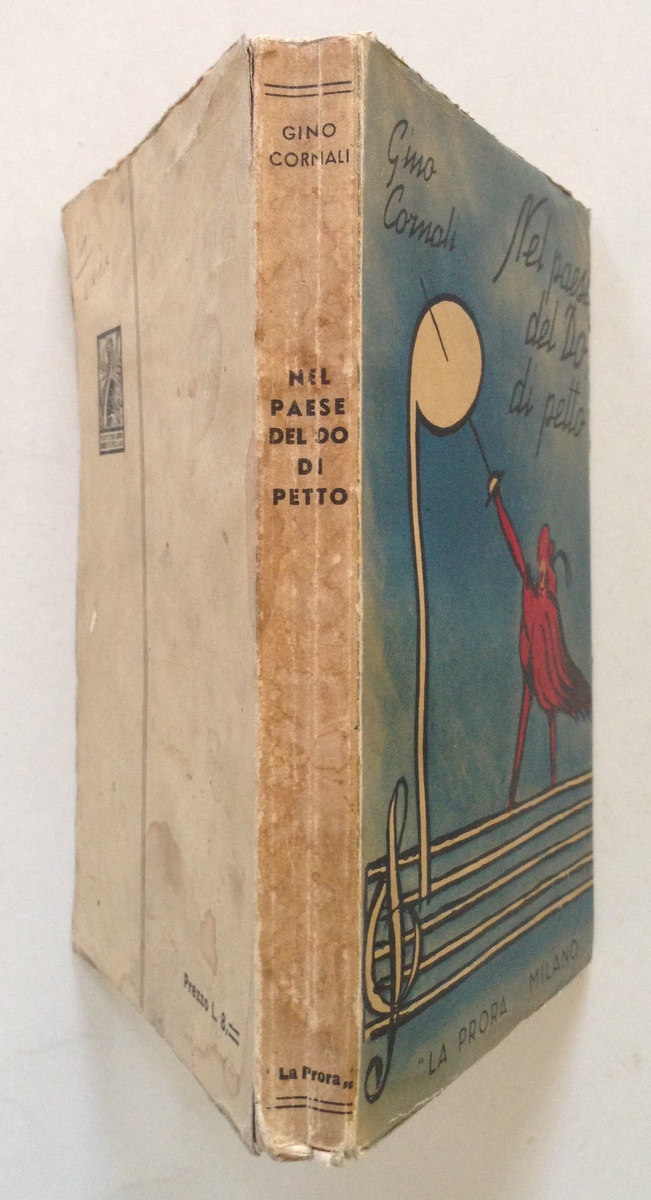 GINO
CORNALI
NEL
PAESE
DEL DO
DI
PETTO
"La Prora"
Gino
Cornali
Nel paese
del Do
di petto
"LA PRORA MILANO
Prezzo L. 8,=